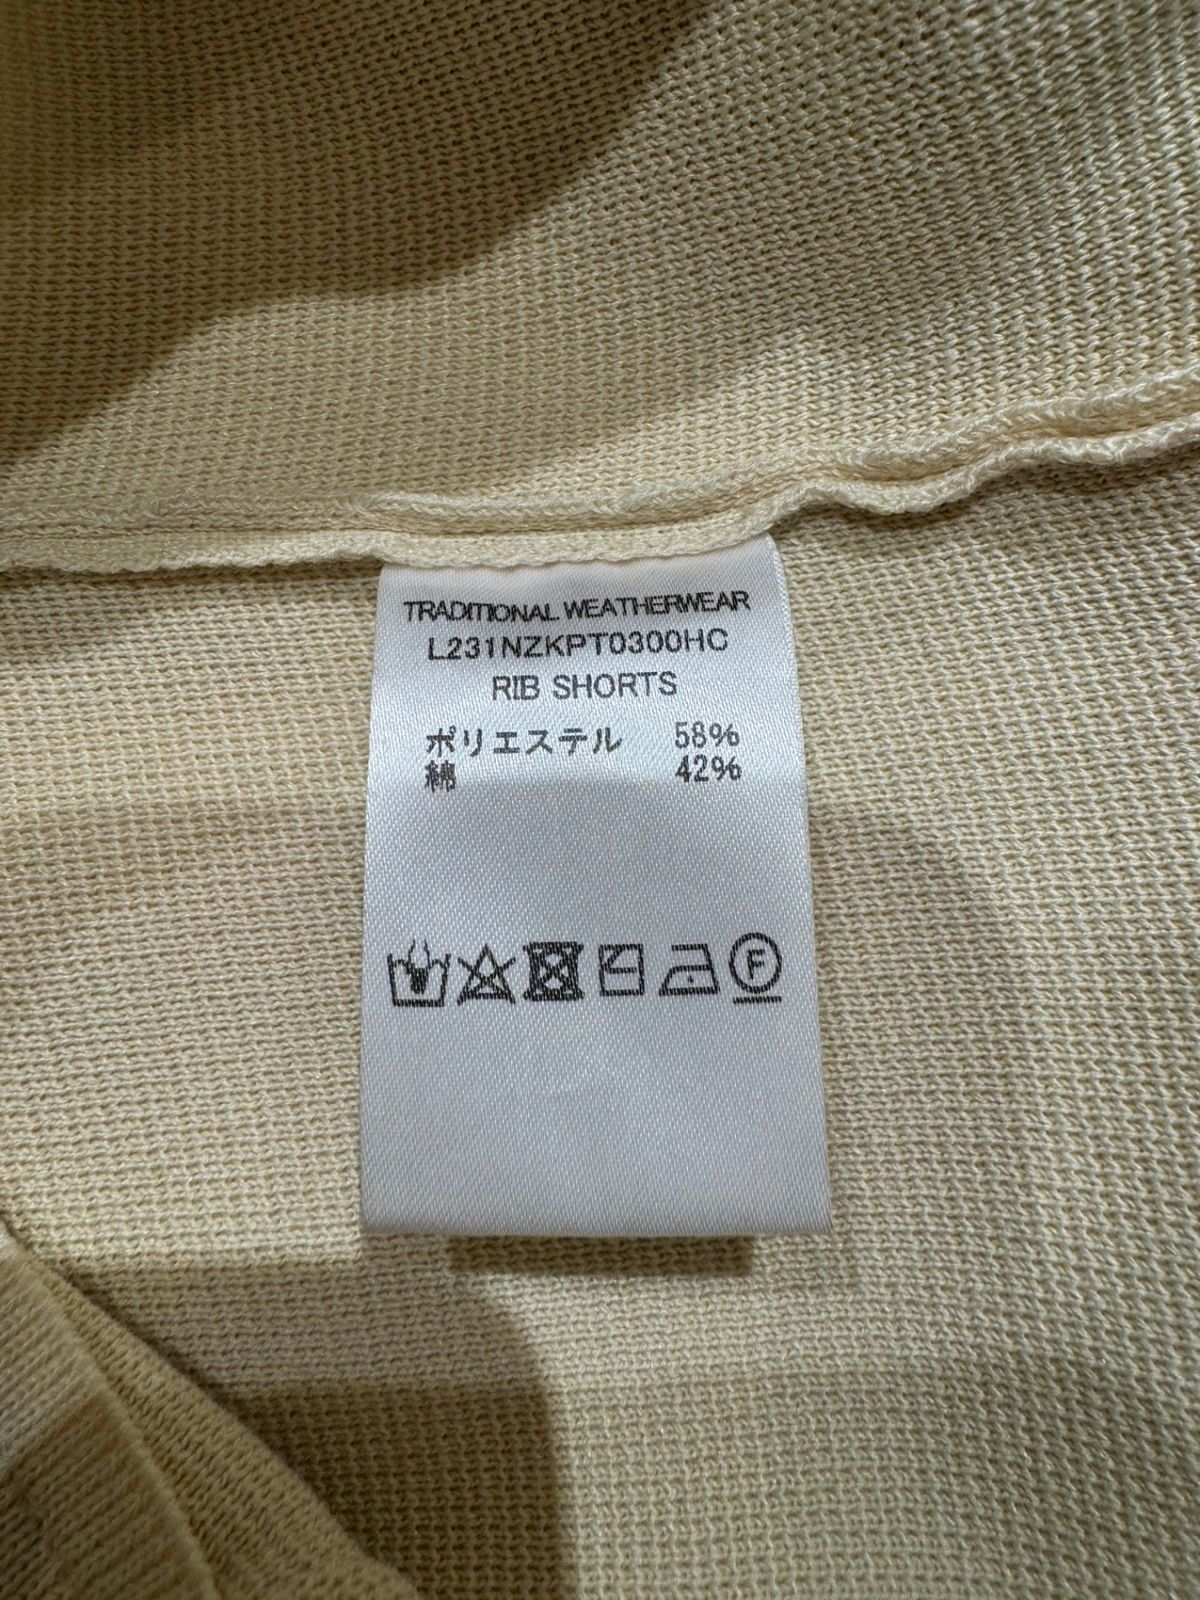 TRADITIONAL WEATHERWEAR
L231NZKPT0300HC
RIB SHORTS
ポリエステル 58%
綿 42%
F